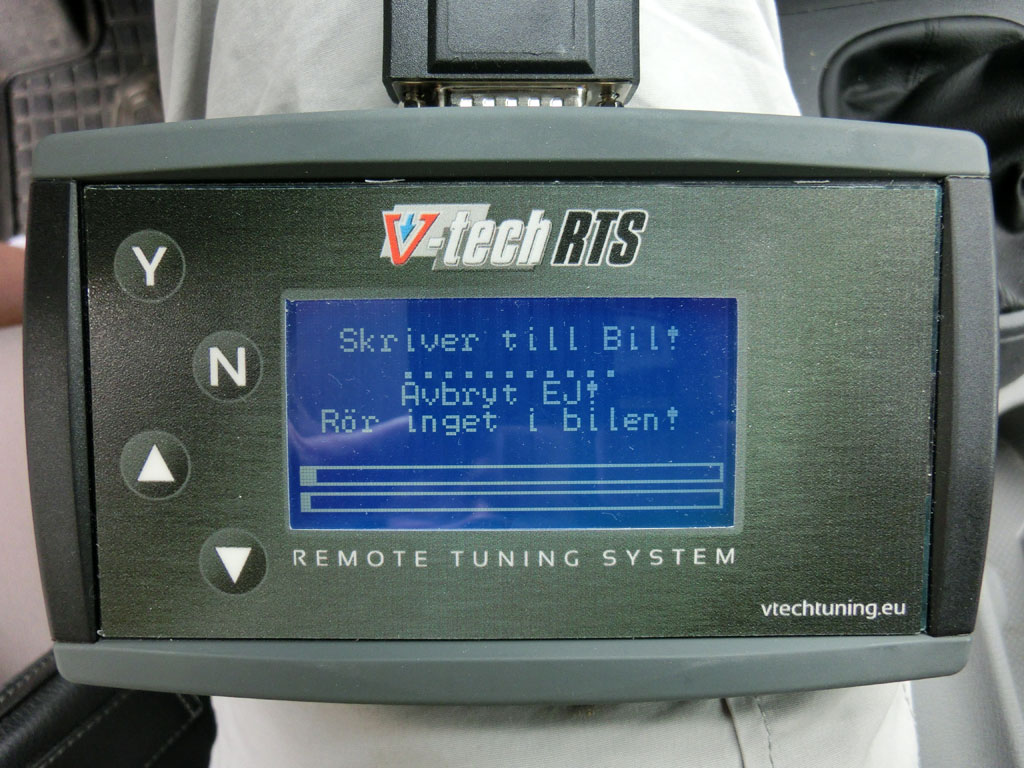 V-tech RTS
Y
N
Skriver till Bil!
...........
Avbryt EJ!
Rör inget i bilen!
REMOTE TUNING SYSTEM
vtechtuning.eu